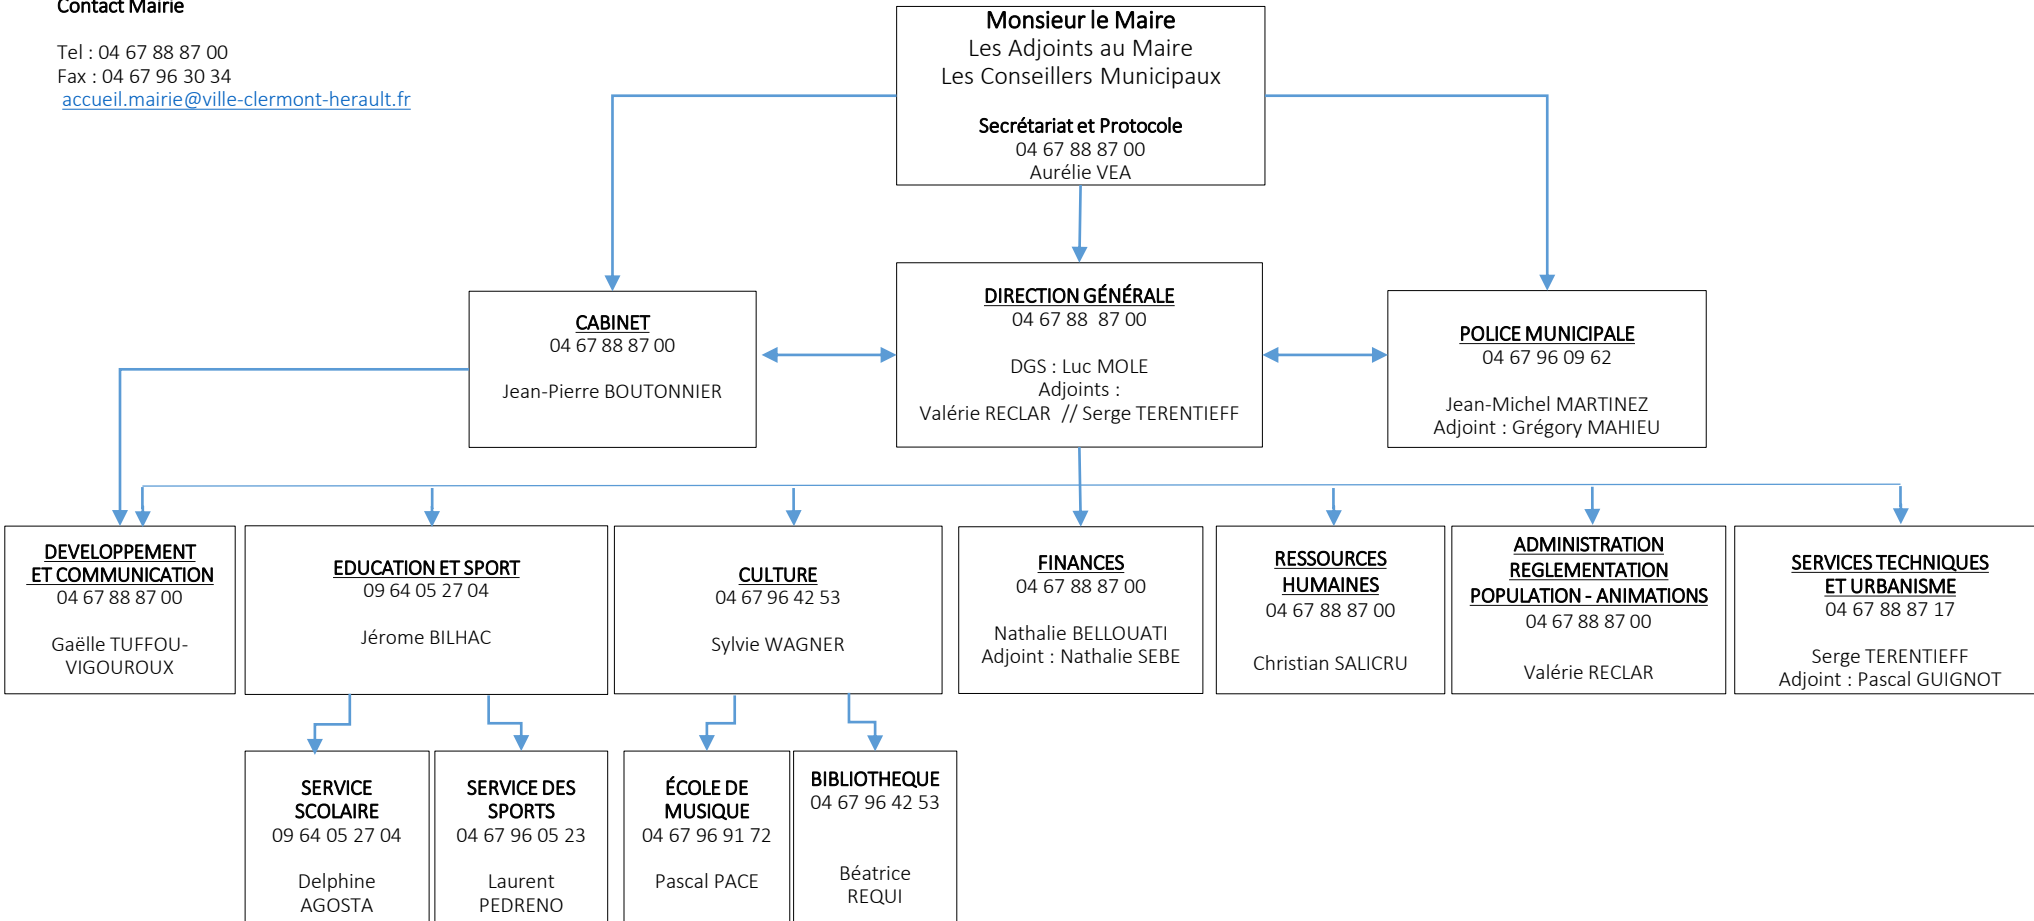 Contact Mairie
Tel : 04 67 88 87 00
Fax : 04 67 96 30 34
accueil.mairie@ville-clermont-herault.fr
Monsieur le Maire
Les Adjoints au Maire
Les Conseillers Municipaux
Secrétariat et Protocole
04 67 88 87 00
Aurélie VEA
CABINET
04 67 88 87 00
Jean-Pierre BOUTONNIER
DIRECTION GÉNÉRALE
04 67 88 87 00
DGS : Luc MOLE
Adjoints :
Valérie RECLAR // Serge TERENTIEFF
POLICE MUNICIPALE
04 67 96 09 62
Jean-Michel MARTINEZ
Adjoint : Grégory MAHIEU
DEVELOPPEMENT
ET COMMUNICATION
04 67 88 87 00
Gaëlle TUFFOU-
VIGOUROUX
EDUCATION ET SPORT
09 64 05 27 04
Jérome BILHAC
CULTURE
04 67 96 42 53
Sylvie WAGNER
FINANCES
04 67 88 87 00
Nathalie BELLOUATI
Adjoint : Nathalie SEBE
RESSOURCES
HUMAINES
04 67 88 87 00
Christian SALICRU
ADMINISTRATION
REGLEMENTATION
POPULATION - ANIMATIONS
04 67 88 87 00
Valérie RECLAR
SERVICES TECHNIQUES
ET URBANISME
04 67 88 87 17
Serge TERENTIEFF
Adjoint : Pascal GUIGNOT
SERVICE
SCOLAIRE
09 64 05 27 04
Delphine
AGOSTA
SERVICE DES
SPORTS
04 67 96 05 23
Laurent
PEDRENO
ÉCOLE DE
MUSIQUE
04 67 96 91 72
Pascal PACE
BIBLIOTHEQUE
04 67 96 42 53
Béatrice
REQUI